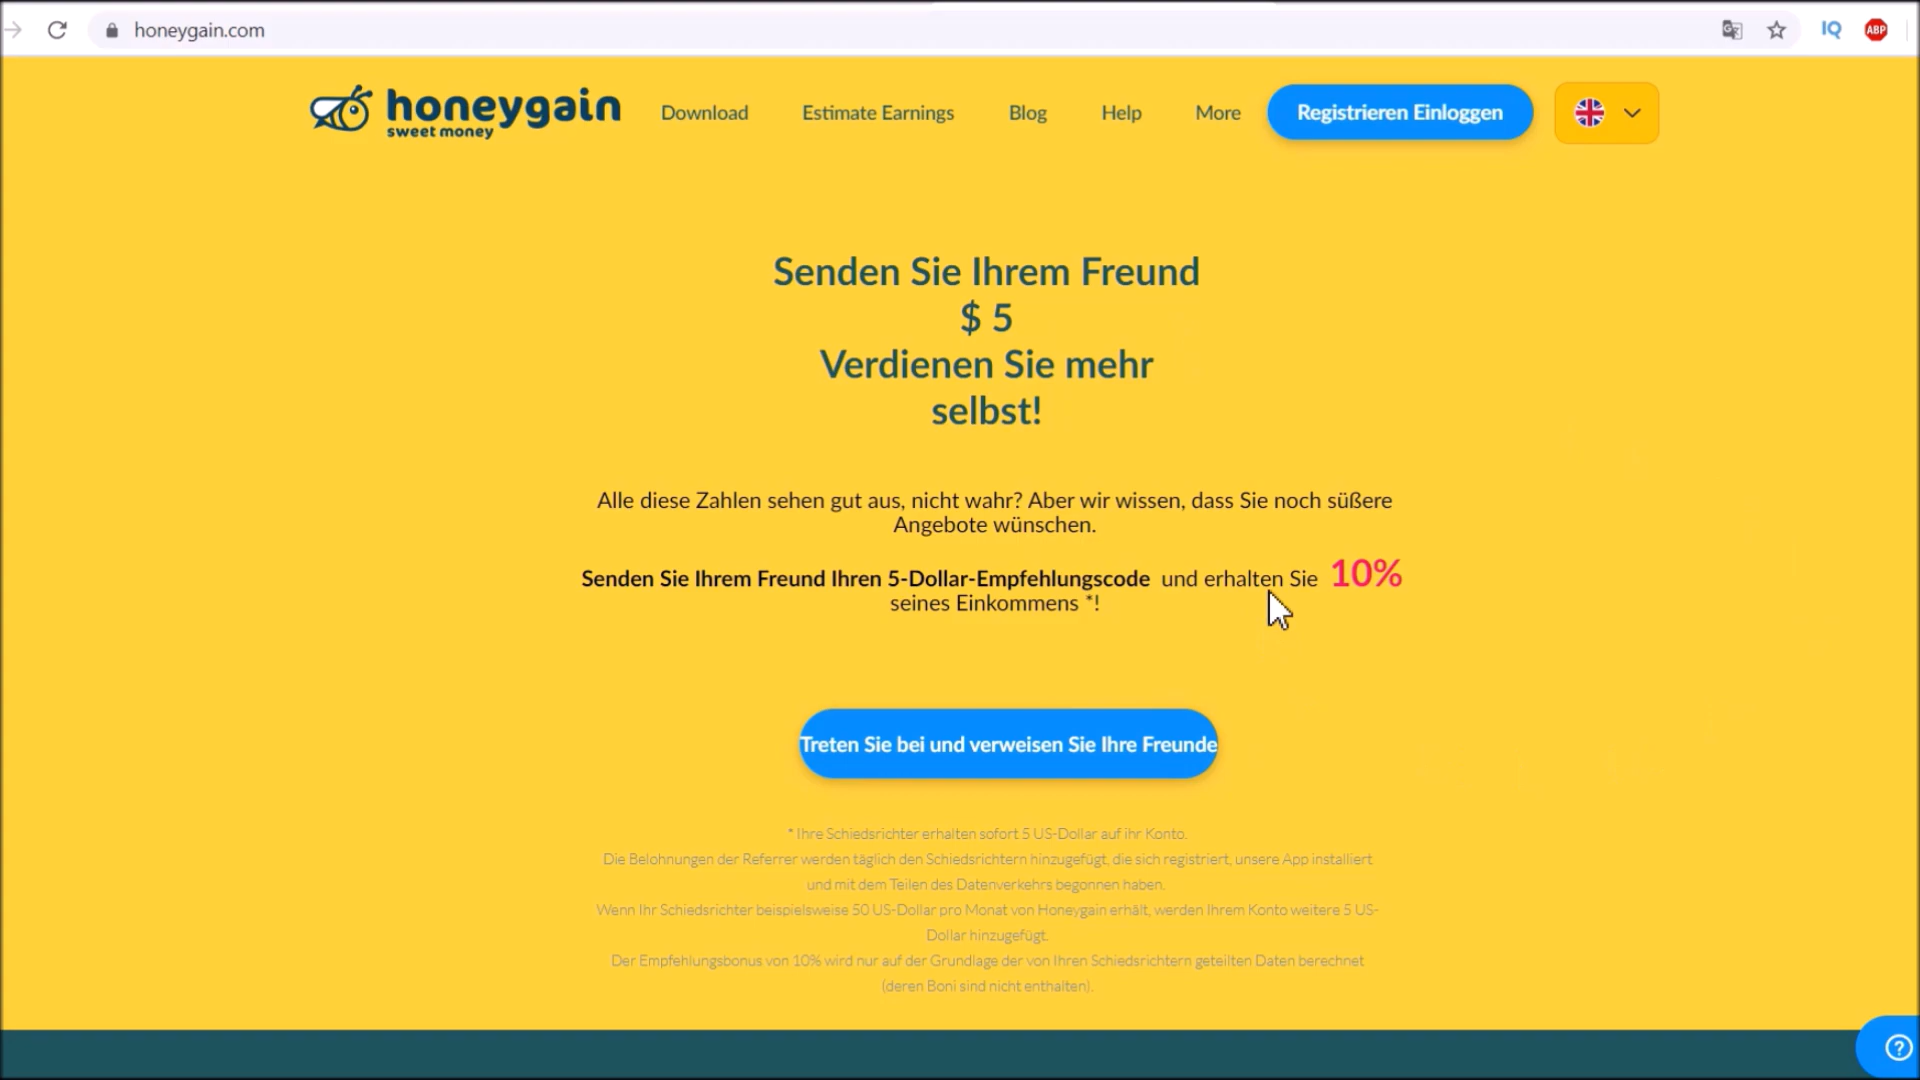 honeygain.com
IQ
ABP
honeygain
sweet money
Download
Estimate Earnings
Blog
Help
More
Registrieren Einloggen
Senden Sie Ihrem Freund
$ 5
Verdienen Sie mehr
selbst!
Alle diese Zahlen sehen gut aus, nicht wahr? Aber wir wissen, dass Sie noch süßere
Angebote wünschen.
Senden Sie Ihrem Freund Ihren 5-Dollar-Empfehlungscode und erhalten Sie 10%
seines Einkommens *!
Treten Sie bei und verweisen Sie Ihre Freunde
* Ihre Schiedsrichter erhalten sofort 5 US-Dollar auf ihr Konto.
Die Belohnungen der Referrer werden täglich den Schiedsrichtern hinzugefügt, die sich registriert, unsere App installiert
und mit dem Teilen des Datenverkehrs begonnen haben.
Wenn Ihr Schiedsrichter beispielsweise 50 US-Dollar pro Monat von Honeygain erhält, werden Ihrem Konto weitere 5 US-
Dollar hinzugefügt.
Der Empfehlungsbonus von 10% wird nur auf der Grundlage der von Ihren Schiedsrichtern geteilten Daten berechnet
(deren Boni sind nicht enthalten).
?